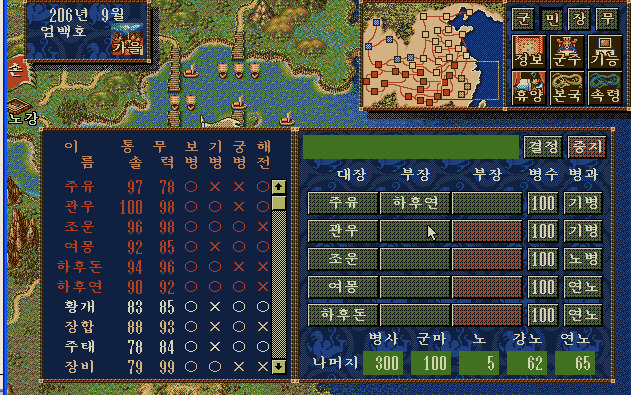 206년 9월
엄백호
가을
손
노강
군 민 장 무
정보 군주 기능
휴양 본국 속령
결정 중지
이름 통솔 무력 보병 기병 궁병 해전
주유 97 78 ○ × × ○
관우 100 98 ○ ○ ○ ○
조운 96 98 ○ ○ ○ ×
여몽 92 85 ○ × ○ ○
하후돈 94 96 ○ ○ × ×
하후연 90 92 ○ ○ ○ ×
황개 83 85 ○ × ○ ○
장합 88 93 ○ × ○ ×
주태 78 84 ○ × ○ ○
장비 79 99 ○ ○ × ×
대장 부장 부장 병수 병과
주유 하후연 100 기병
관우 100 기병
조운 100 노병
여몽 100 연노
하후돈 100 연노
병사 군마 노 강노 연노
나머지 300 100 5 62 65